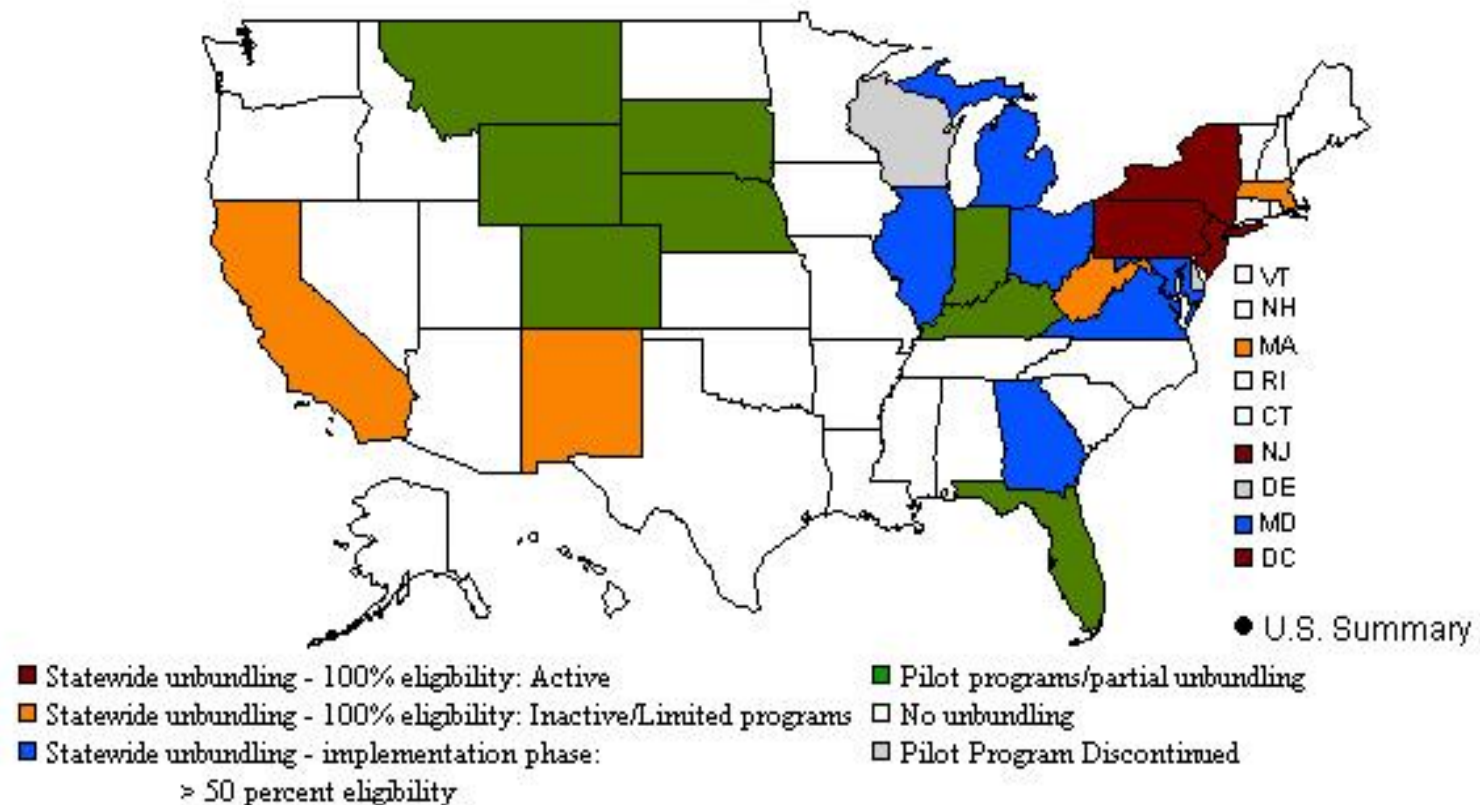 VT
NH
MA
RI
CT
NJ
DE
MD
DC
U.S. Summary
Statewide unbundling - 100% eligibility: Active
Statewide unbundling - 100% eligibility: Inactive/Limited programs
Statewide unbundling - implementation phase:
> 50 percent eligibility
Pilot programs/partial unbundling
No unbundling
Pilot Program Discontinued